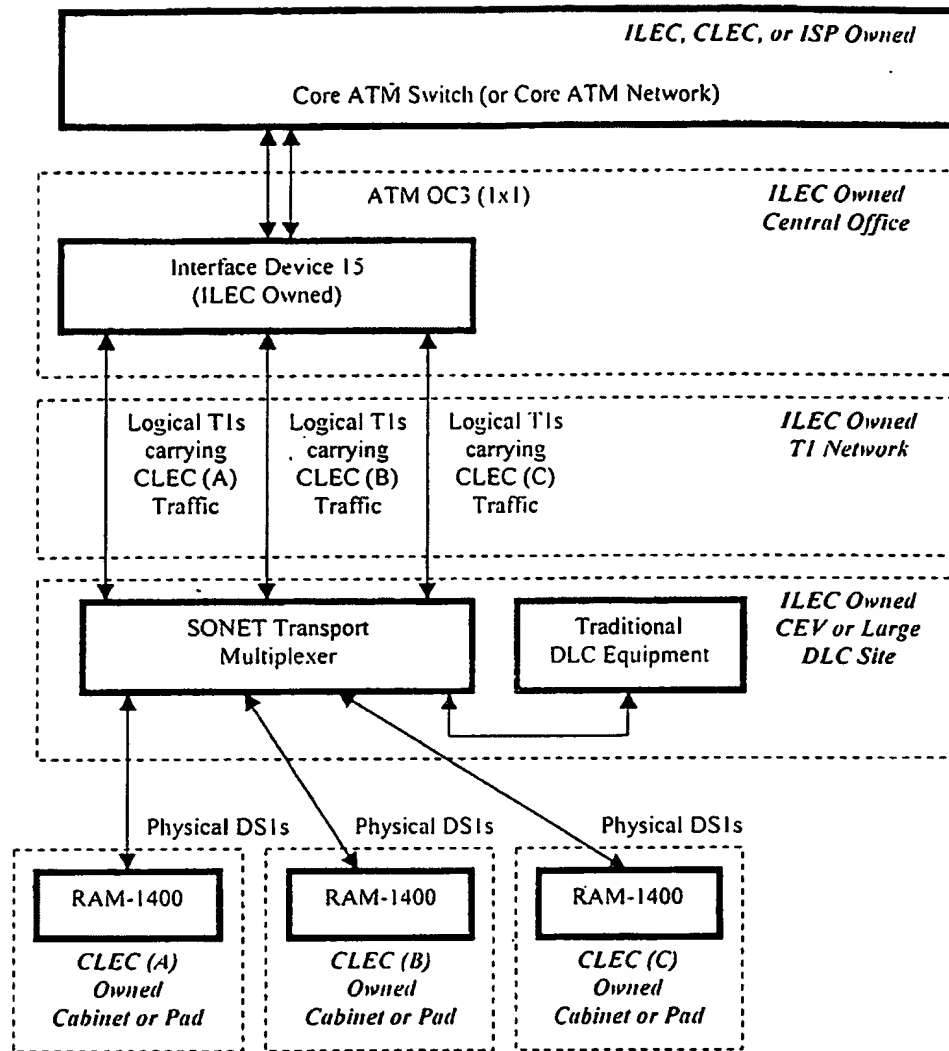 ILEC, CLEC, or ISP Owned
Core ATM Switch (or Core ATM Network)
ATM OC3 (1x1)
ILEC Owned
Central Office
Interface Device 15
(ILEC Owned)
Logical T1s
carrying
CLEC (A)
Traffic
Logical T1s
carrying
CLEC (B)
Traffic
Logical T1s
carrying
CLEC (C)
Traffic
ILEC Owned
T1 Network
SONET Transport
Multiplexer
Traditional
DLC Equipment
ILEC Owned
CEV or Large
DLC Site
Physical DS1s
Physical DS1s
Physical DS1s
RAM-1400
CLEC (A)
Owned
Cabinet or Pad
RAM-1400
CLEC (B)
Owned
Cabinet or Pad
RAM-1400
CLEC (C)
Owned
Cabinet or Pad